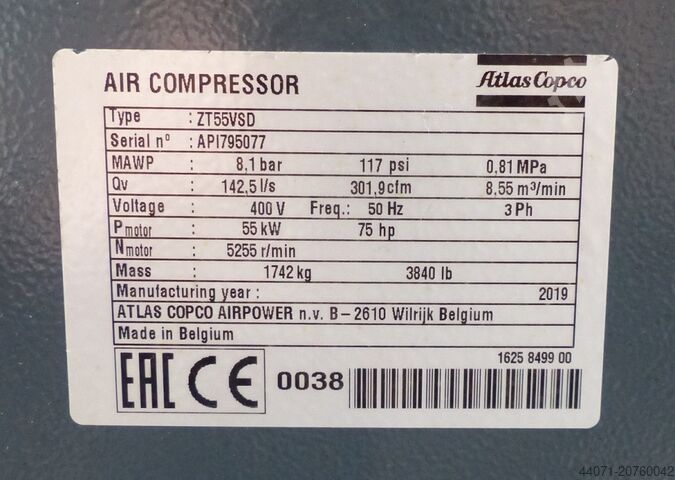 AIR COMPRESSOR
Atlas Copco
Type : ZT55VSD
Serial nº : API795077
MAWP : 8,1 bar 117 psi 0,81 MPa
Qv : 142,5 l/s 301,9 cfm 8,55 m³/min
Voltage : 400 V Freq.: 50 Hz 3 Ph
Pmotor : 55 kW 75 hp
Nmotor : 5255 r/min
Mass : 1742 kg 3840 lb
Manufacturing year : 2019
ATLAS COPCO AIRPOWER n.v. B-2610 Wilrijk Belgium
Made in Belgium
1625 8499 00
EAC CE 0038
44071-20760042